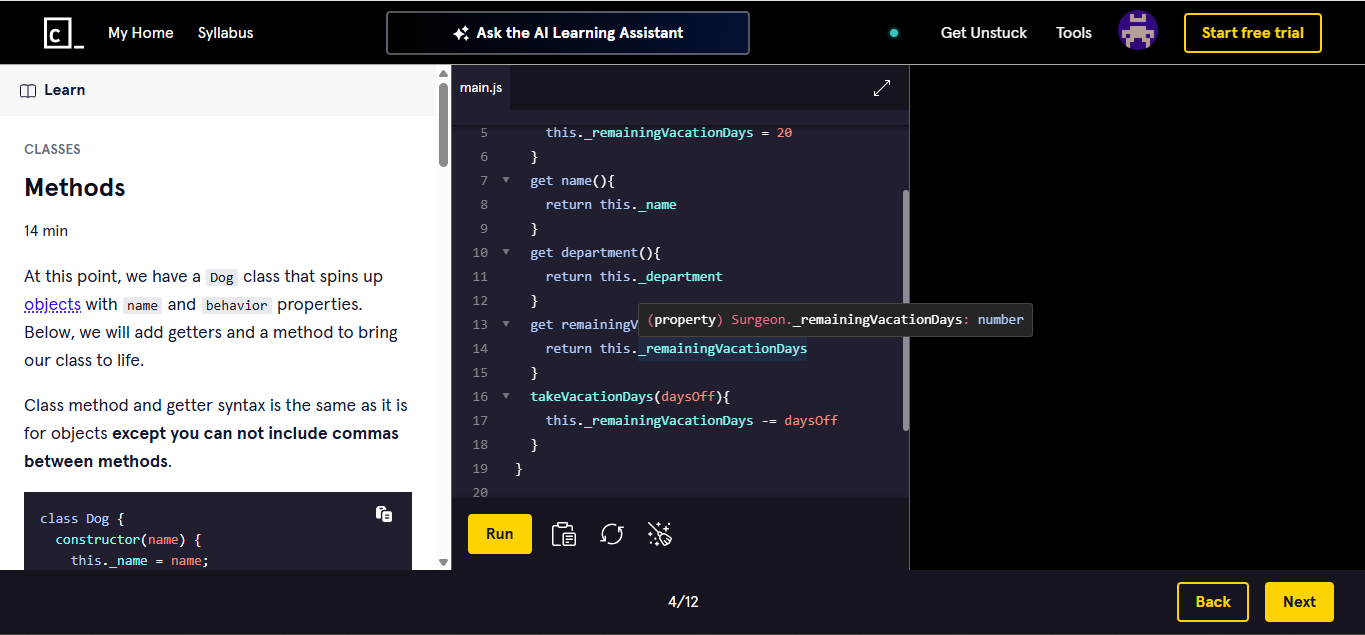 C_ My Home Syllabus Ask the AI Learning Assistant Get Unstuck Tools Start free trial
Learn
CLASSES
Methods
14 min
At this point, we have a Dog class that spins up
objects with name and behavior properties.
Below, we will add getters and a method to bring
our class to life.
Class method and getter syntax is the same as it is
for objects except you can not include commas
between methods.
class Dog {
constructor(name) {
this._name = name;
main.js
5 this._remainingVacationDays = 20
6 }
7 get name(){
8 return this._name
9 }
10 get department(){
11 return this._department
12 }
(property) Surgeon._remainingVacationDays: number
13 get remainingV
14 return this._remainingVacationDays
15 }
16 takeVacationDays(daysOff){
17 this._remainingVacationDays -= daysOff
18 }
19 }
20
Run
4/12
Back Next